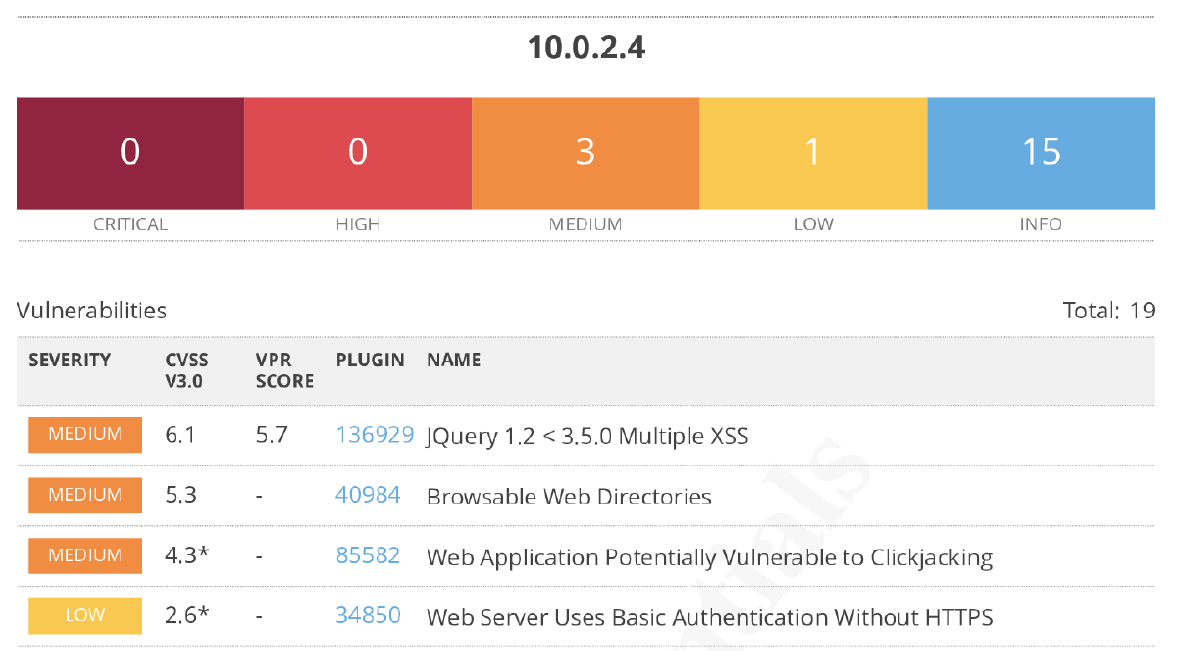 10.0.2.4
0 0 3 1 15
CRITICAL HIGH MEDIUM LOW INFO
Vulnerabilities Total: 19
SEVERITY CVSS V3.0 VPR SCORE PLUGIN NAME
MEDIUM 6.1 5.7 136929 JQuery 1.2 < 3.5.0 Multiple XSS
MEDIUM 5.3 - 40984 Browsable Web Directories
MEDIUM 4.3* - 85582 Web Application Potentially Vulnerable to Clickjacking
LOW 2.6* - 34850 Web Server Uses Basic Authentication Without HTTPS